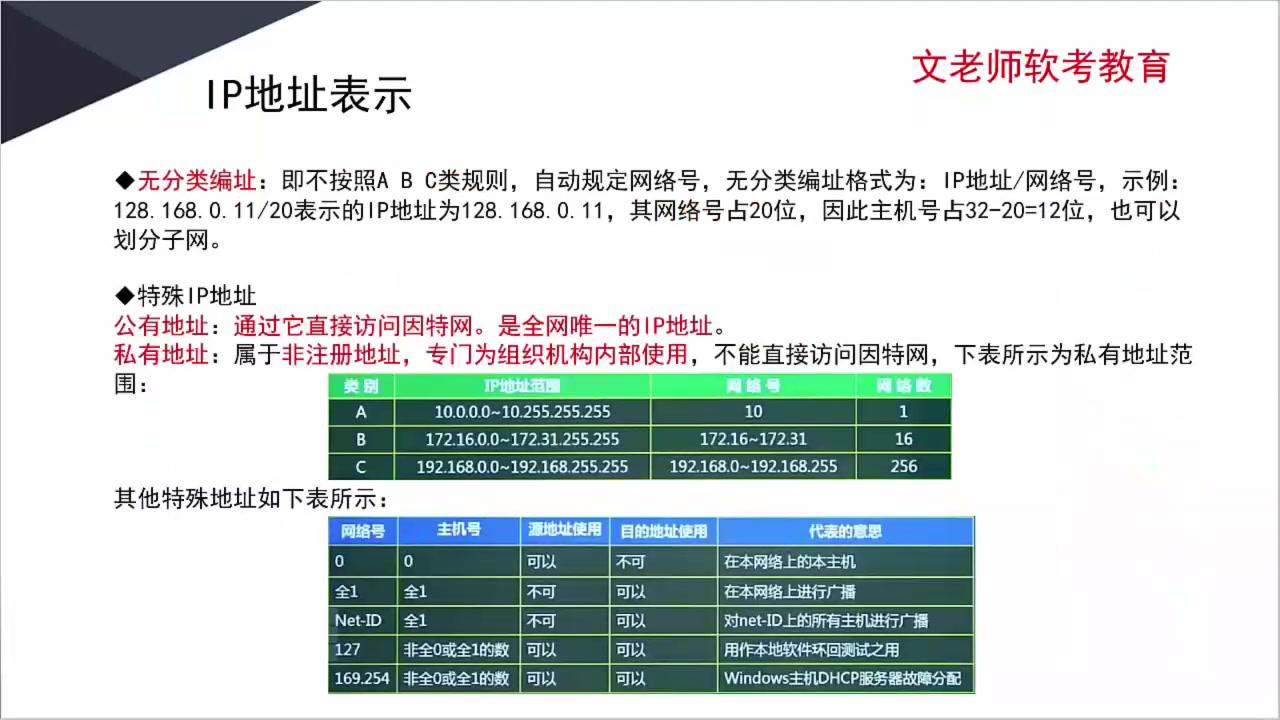 文老师软考教育
IP地址表示
◆无分类编址：即不按照A B C类规则，自动规定网络号，无分类编址格式为：IP地址/网络号，示例：
128.168.0.11/20表示的IP地址为128.168.0.11，其网络号占20位，因此主机号占32-20=12位，也可以
划分子网。
◆特殊IP地址
公有地址：通过它直接访问因特网。是全网唯一的IP地址。
私有地址：属于非注册地址，专门为组织机构内部使用，不能直接访问因特网，下表所示为私有地址范
围：
类别 IP地址范围 网络号 网络数
A 10.0.0.0~10.255.255.255 10 1
B 172.16.0.0~172.31.255.255 172.16~172.31 16
C 192.168.0.0~192.168.255.255 192.168.0~192.168.255 256
其他特殊地址如下表所示：
网络号 主机号 源地址使用 目的地址使用 代表的意思
0 0 可以 不可 在本网络上的本主机
全1 全1 不可 可以 在本网络上进行广播
Net-ID 全1 不可 可以 对net-ID上的所有主机进行广播
127 非全0或全1的数 可以 可以 用作本地软件环回测试之用
169.254 非全0或全1的数 可以 可以 Windows主机DHCP服务器故障分配